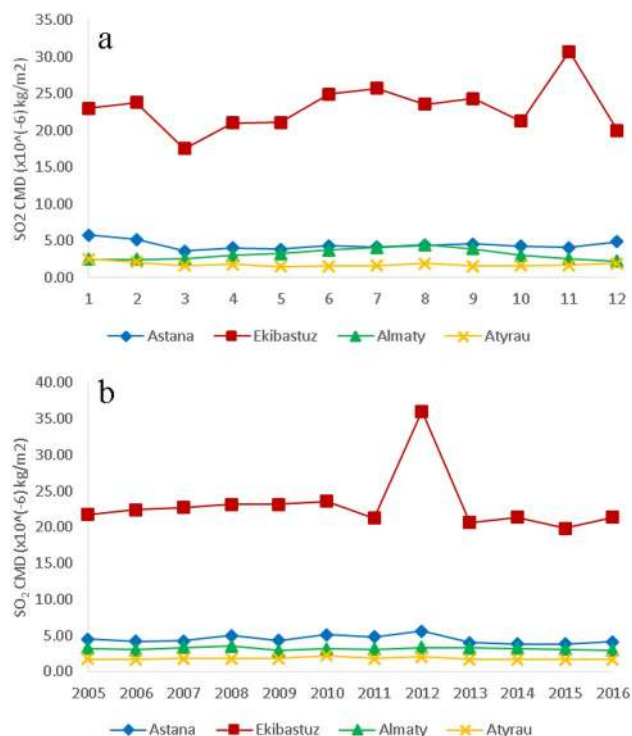 a
35.00
30.00
25.00
20.00
15.00
10.00
5.00
0.00
SO2 CMD (x10^(-6) kg/m2)
1 2 3 4 5 6 7 8 9 10 11 12
Astana Ekibastuz Almaty Atyrau
b
40.00
35.00
30.00
25.00
20.00
15.00
10.00
5.00
0.00
SO₂ CMD (x10^(-6) kg/m2)
2005 2006 2007 2008 2009 2010 2011 2012 2013 2014 2015 2016
Astana Ekibastuz Almaty Atyrau